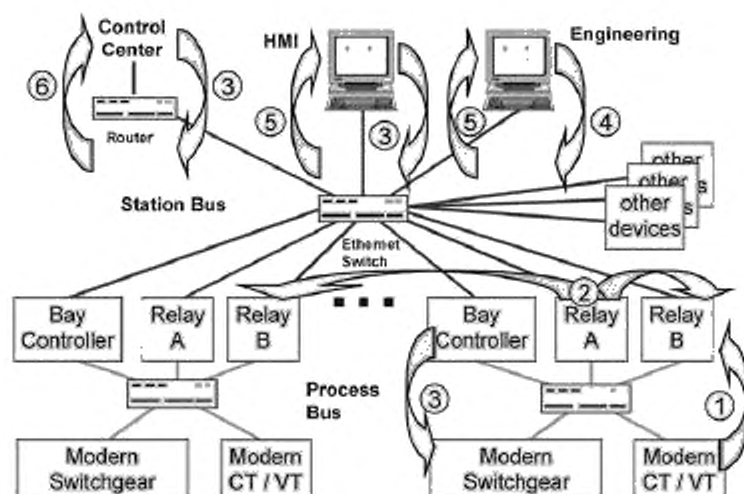 Control
Center
HMI
Engineering
6
3
5
3
5
4
Router
Station Bus
other
other
s
other
s
devices
Ethernet
Switch
2
Bay
Controller
Relay
A
Relay
B
Bay
Controller
Relay
A
Relay
B
Process
Bus
3
1
Modern
Switchgear
Modern
CT / VT
Modern
Switchgear
Modern
CT / VT